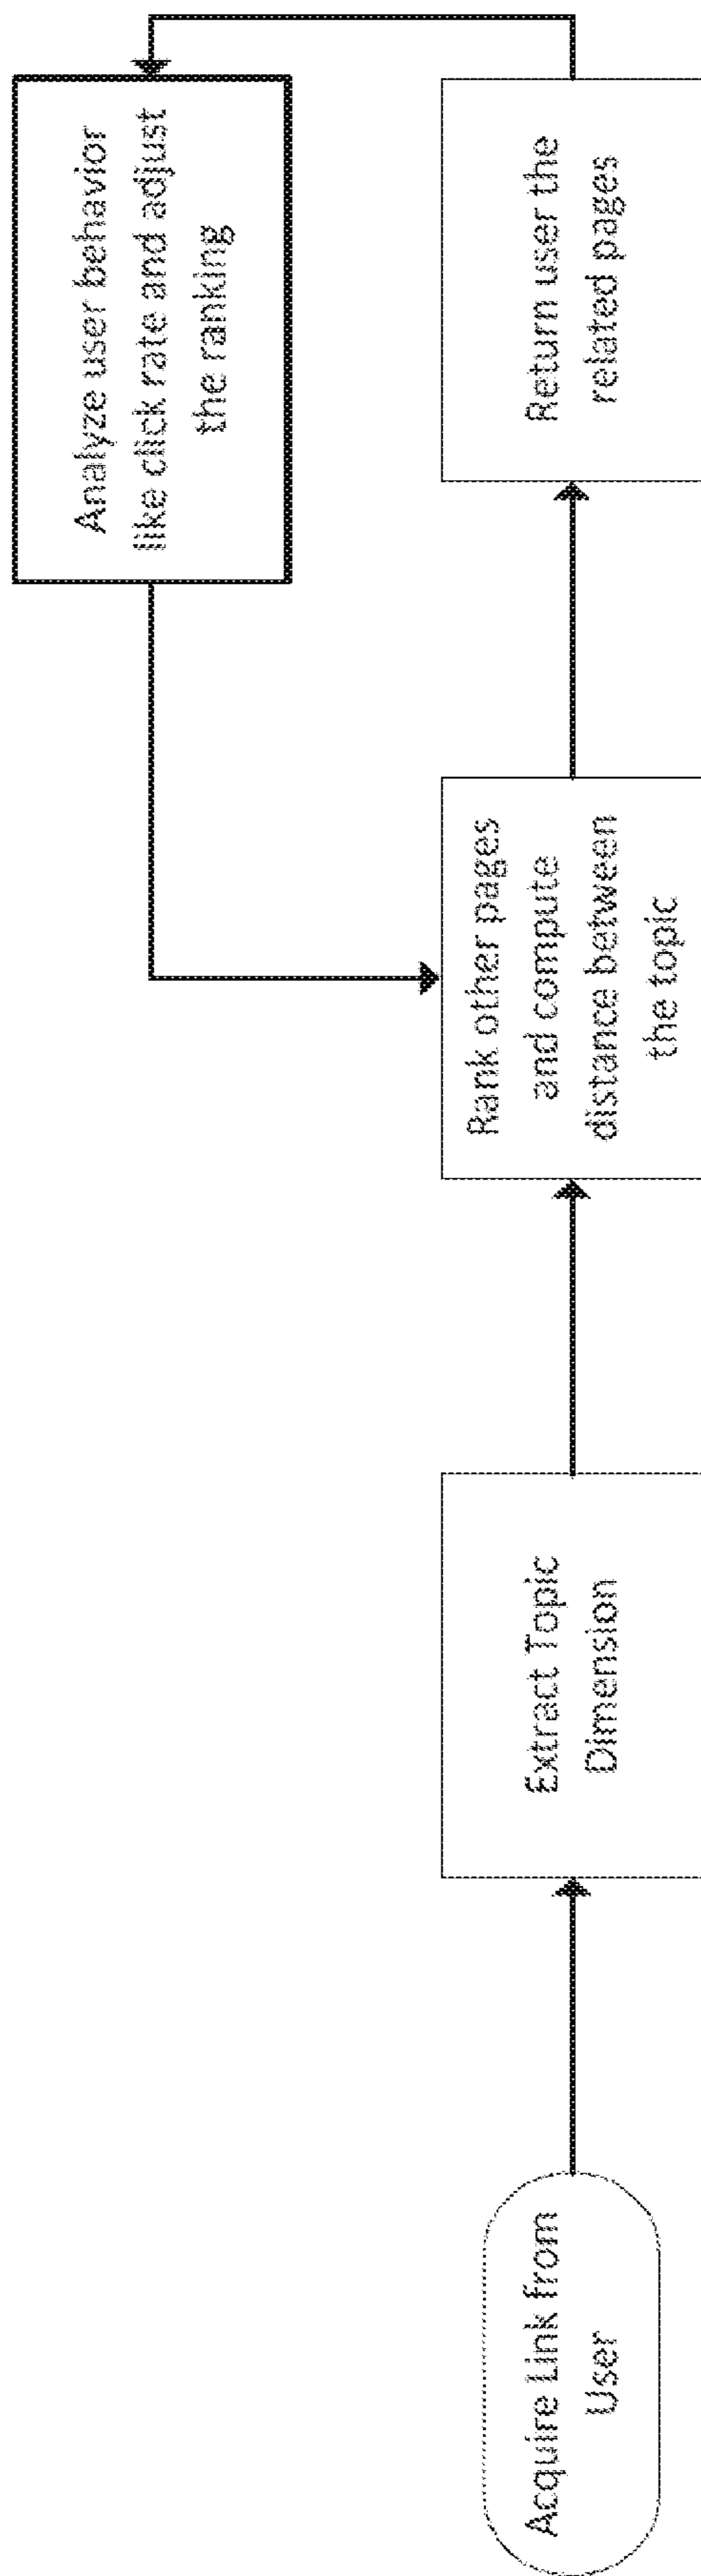 Acquire Link from
User
Extract Topic
Dimension
Rank other pages
and compute
distance between
the topic
Return user the
related pages
Analyze user behavior
like click rate and adjust
the ranking